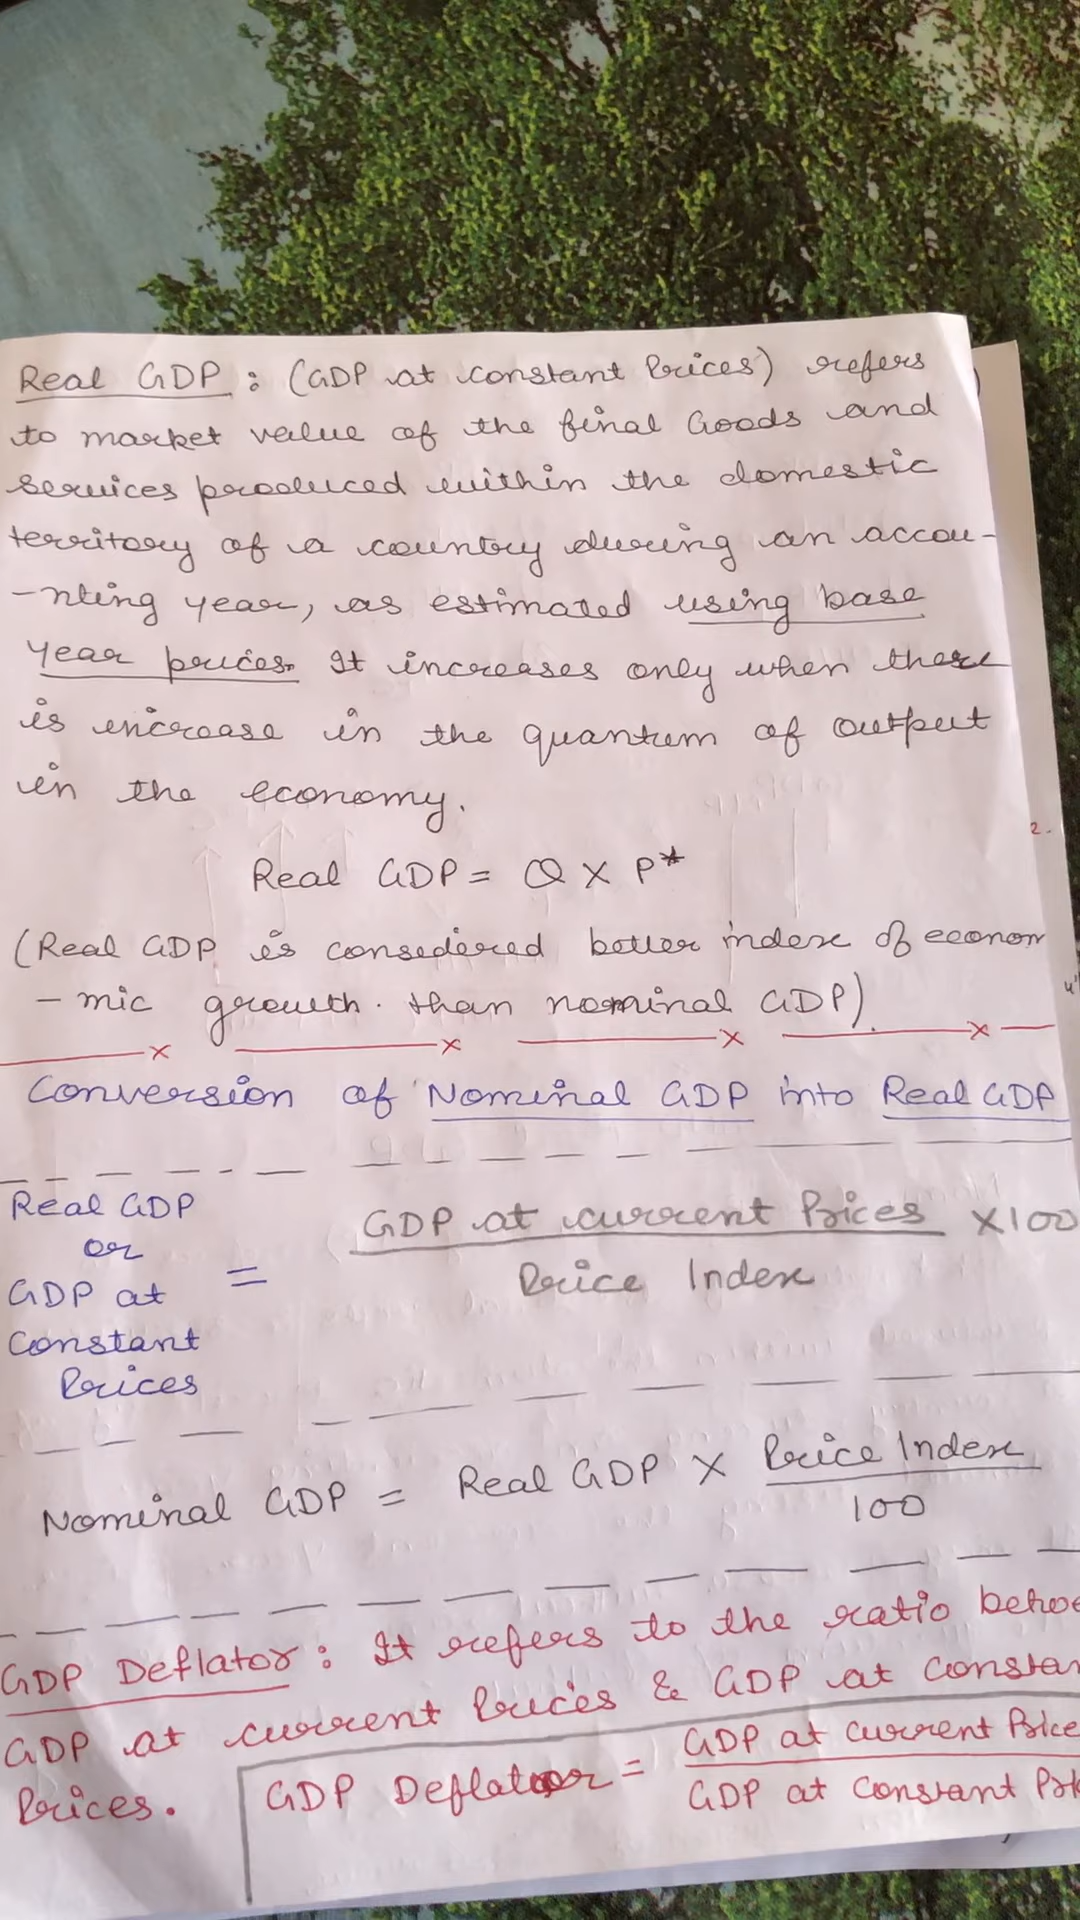 Real GDP : (GDP at constant Prices) refers
to market value of the final Goods and
services produced within the domestic
territory of a country during an accou-
-nting year, as estimated using base
year prices. It increases only when there
is increase in the quantum of output
in the economy.
2.
Real GDP = Q X P*
(Real GDP is considered better index of econom
- mic growth. than nominal GDP).
x x x x
Conversion of Nominal GDP into Real GDP
Real GDP
or
GDP at
Constant
Prices
=
GDP at current Prices X100
Price Index
Nominal GDP = Real GDP X Price Index
100
GDP Deflator : It refers to the ratio betwe
GDP at current Prices & GDP at constan
Prices.
GDP Deflator = GDP at current Price
GDP at constant Pri